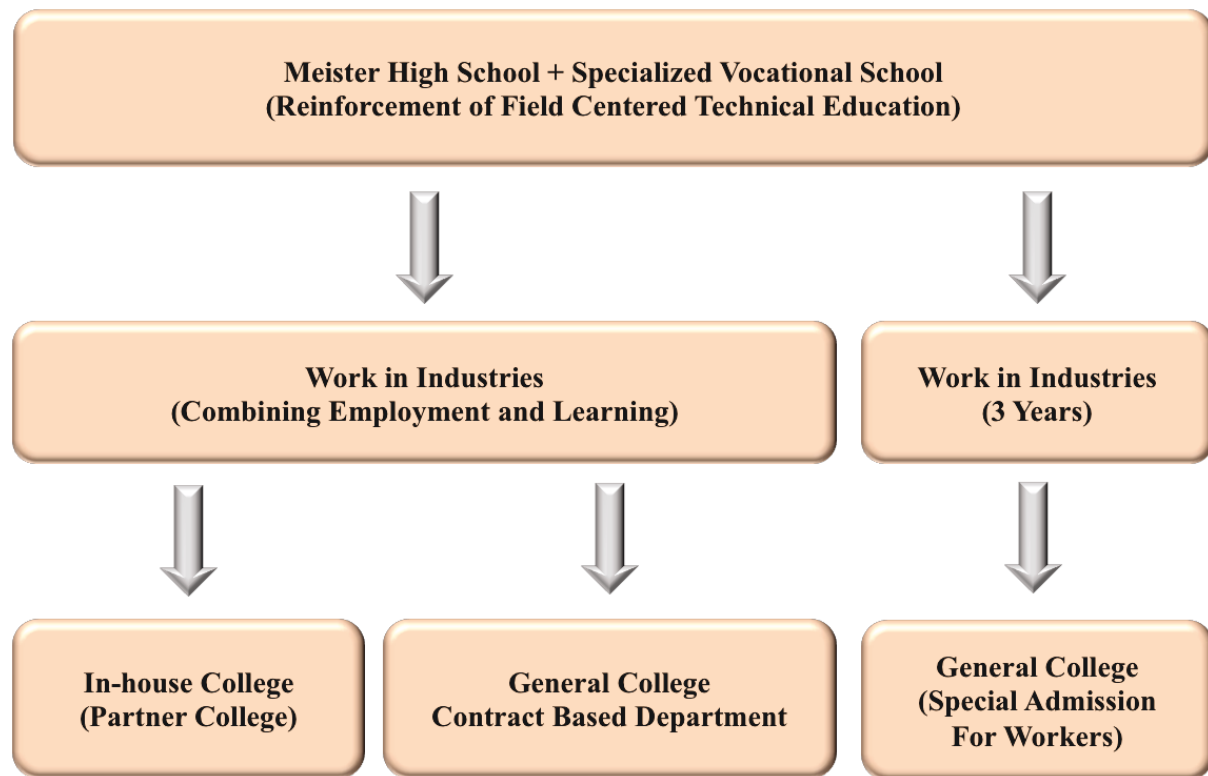 Meister High School + Specialized Vocational School
(Reinforcement of Field Centered Technical Education)
Work in Industries
(Combining Employment and Learning)
Work in Industries
(3 Years)
In-house College
(Partner College)
General College
Contract Based Department
General College
(Special Admission
For Workers)